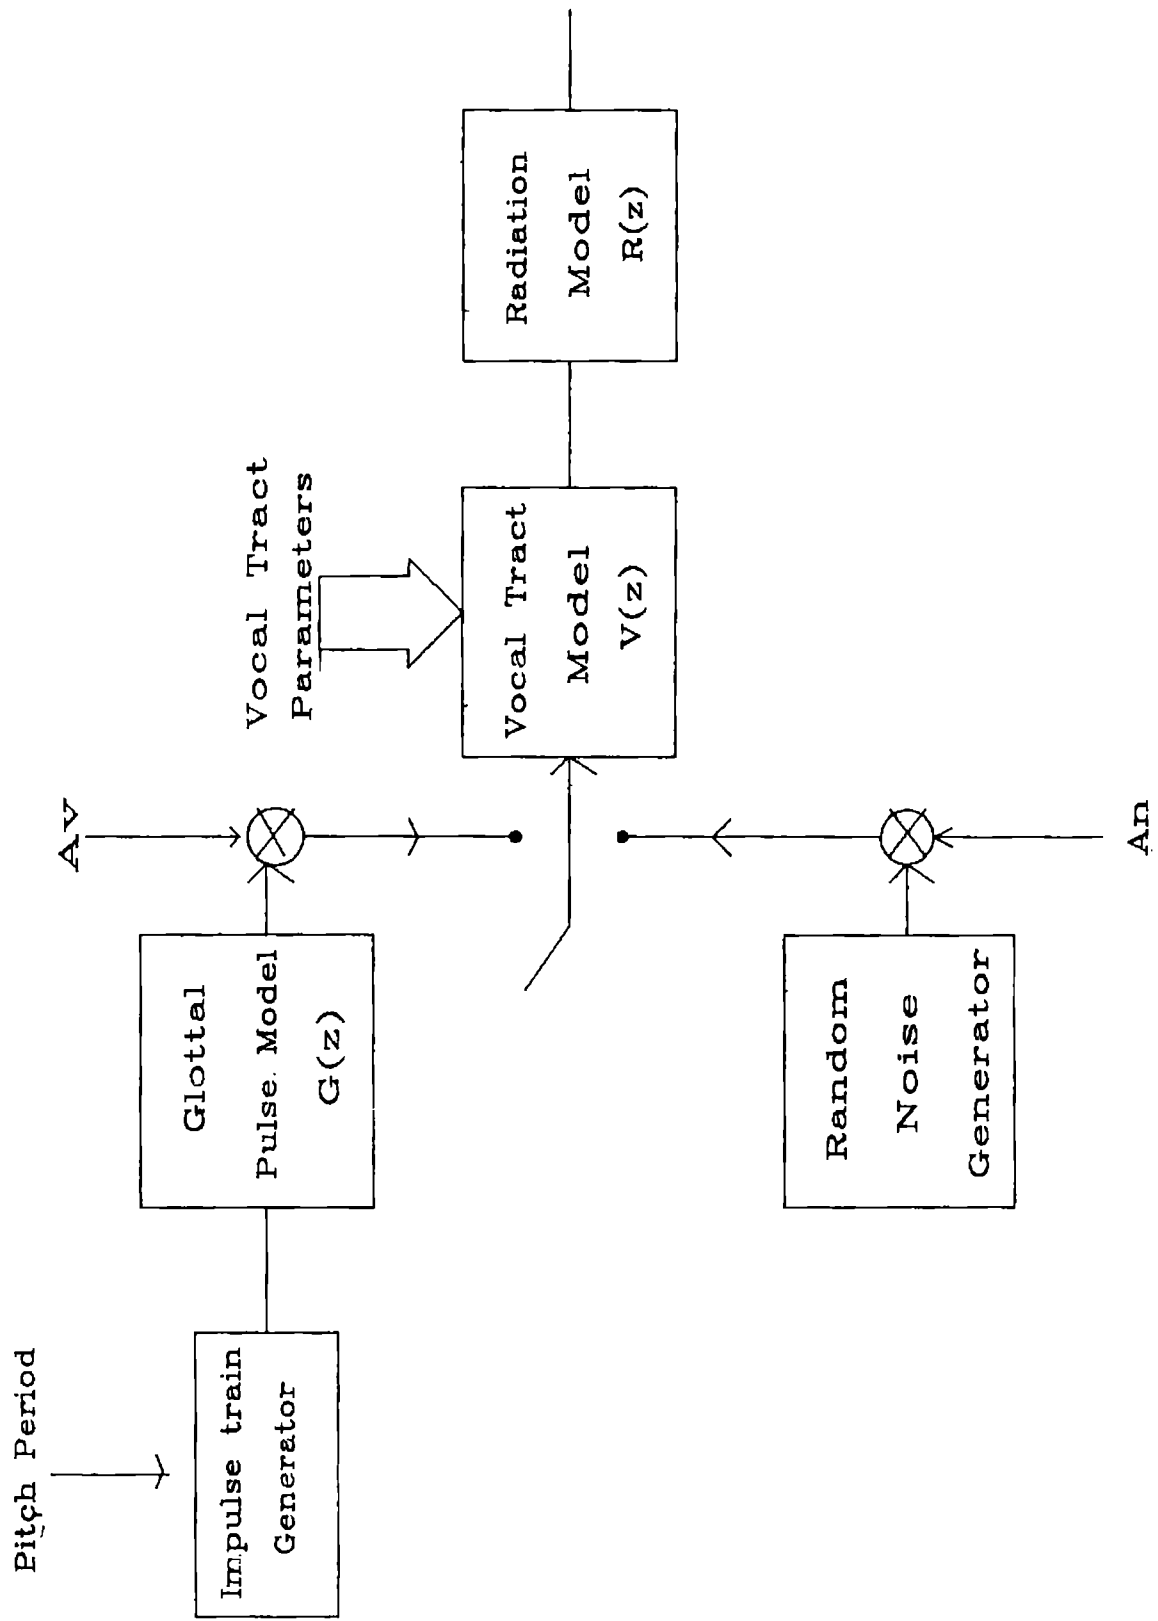 Pitch Period
Impulse train
Generator
Glottal
Pulse Model
G(z)
Av
Vocal Tract
Parameters
Vocal Tract
Model
V(z)
Radiation
Model
R(z)
Random
Noise
Generator
An